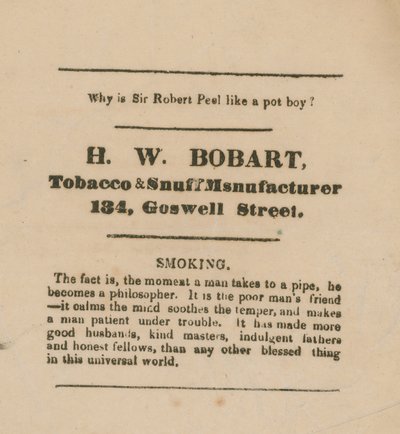 Why is Sir Robert Peel like a pot boy?
H. W. BOBART,
Tobacco & Snuff Msnufacturer
134, Goswell Street.
SMOKING.
The fact is, the moment a man takes to a pipe, he
becomes a philosopher. It is the poor man's friend
—it calms the mind soothes the temper, and makes
a man patient under trouble. It has made more
good husbands, kind masters, indulgent fathers
and honest fellows, than any other blessed thing
in this universal world.